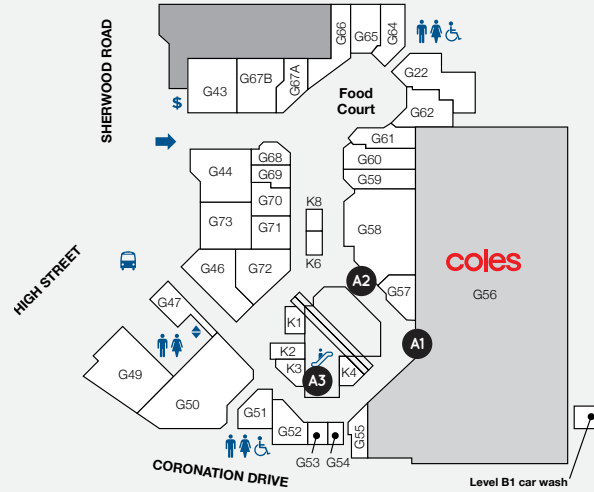 SHERWOOD ROAD
G66
G65
G64
G43
G67B
G67A
$
Food
Court
G22
G62
G61
G60
G59
G68
G44
G69
G70
K8
G73
G71
G58
K6
G46
G72
coles
G56
A2
G57
HIGH STREET
G47
K1
A1
K2
K3
A3
K4
G49
G50
G51
G52
G55
G53
G54
CORONATION DRIVE
Level B1 car wash